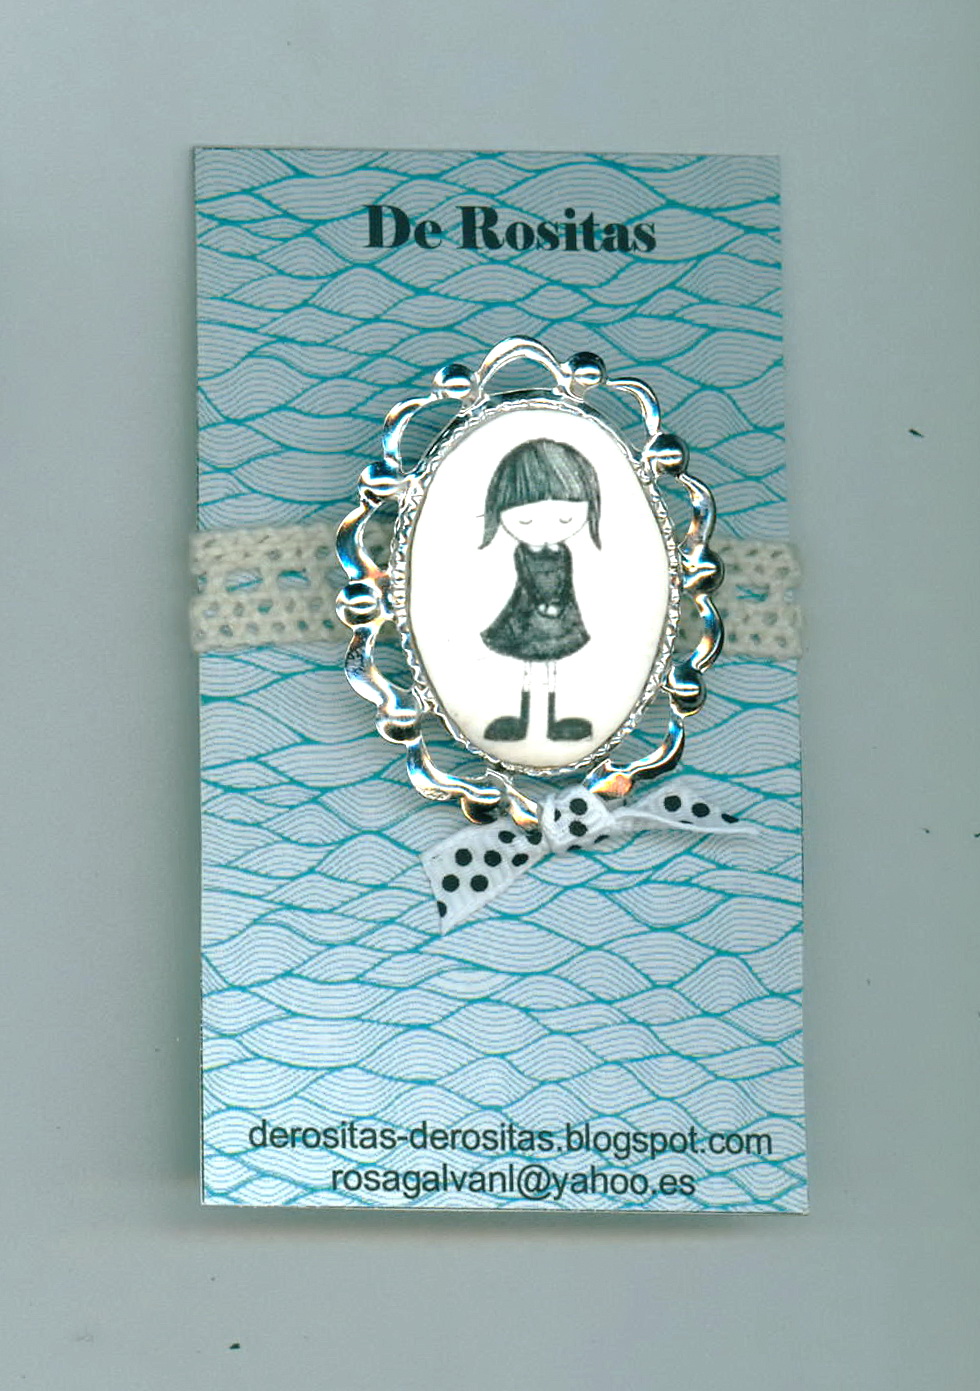 De Rositas
derositas-derositas.blogspot.com
rosagalvanl@yahoo.es